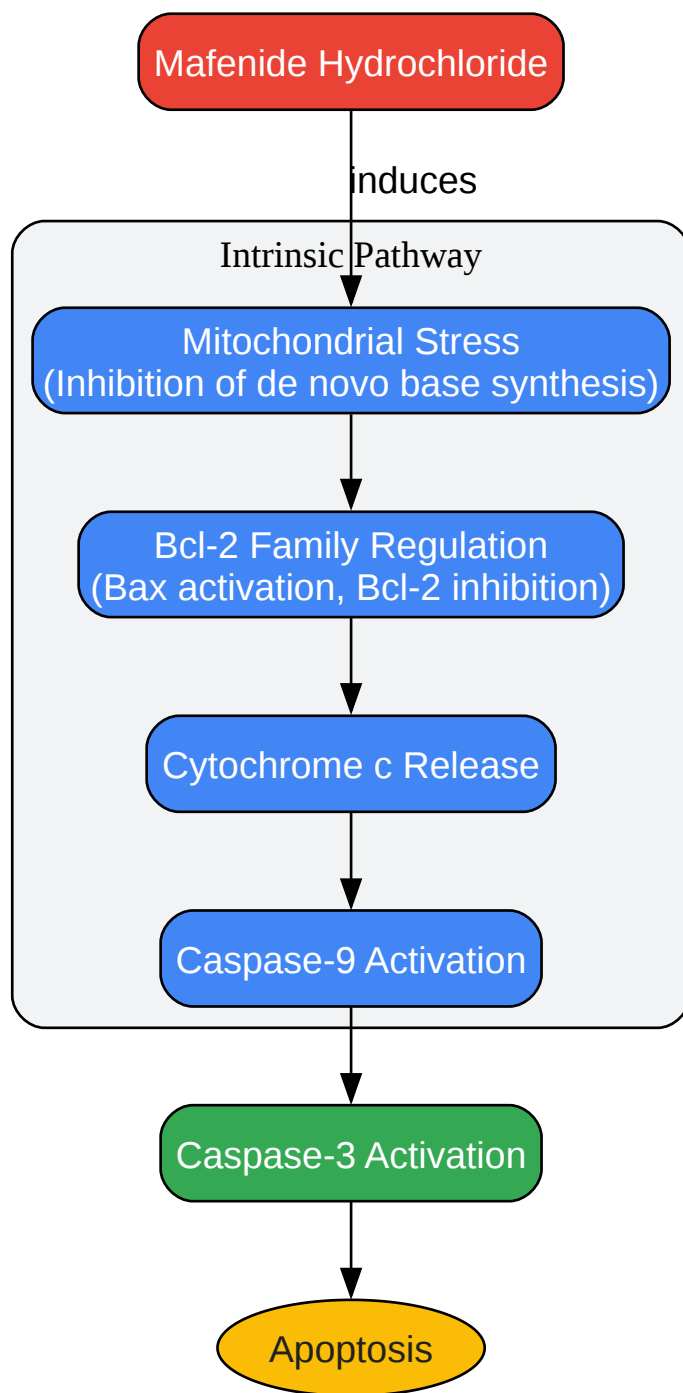 Mafenide Hydrochloride
induces
Intrinsic Pathway
Mitochondrial Stress
(Inhibition of de novo base synthesis)
Bcl-2 Family Regulation
(Bax activation, Bcl-2 inhibition)
Cytochrome c Release
Caspase-9 Activation
Caspase-3 Activation
Apoptosis